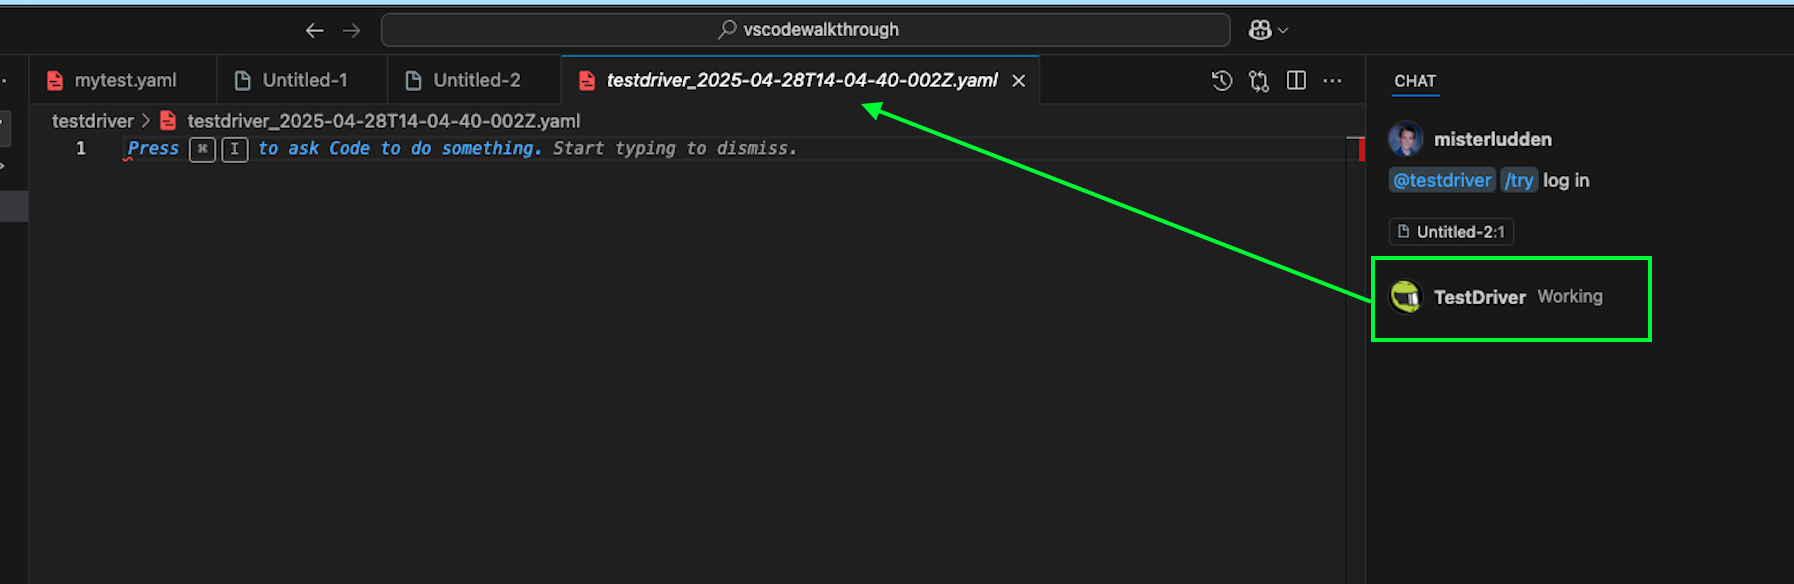 vscodewalkthrough
mytest.yaml
Untitled-1
Untitled-2
testdriver_2025-04-28T14-04-40-002Z.yaml
testdriver > testdriver_2025-04-28T14-04-40-002Z.yaml
1 Press ⌘ I to ask Code to do something. Start typing to dismiss.
CHAT
misterludden
@testdriver /try log in
Untitled-2:1
TestDriver Working